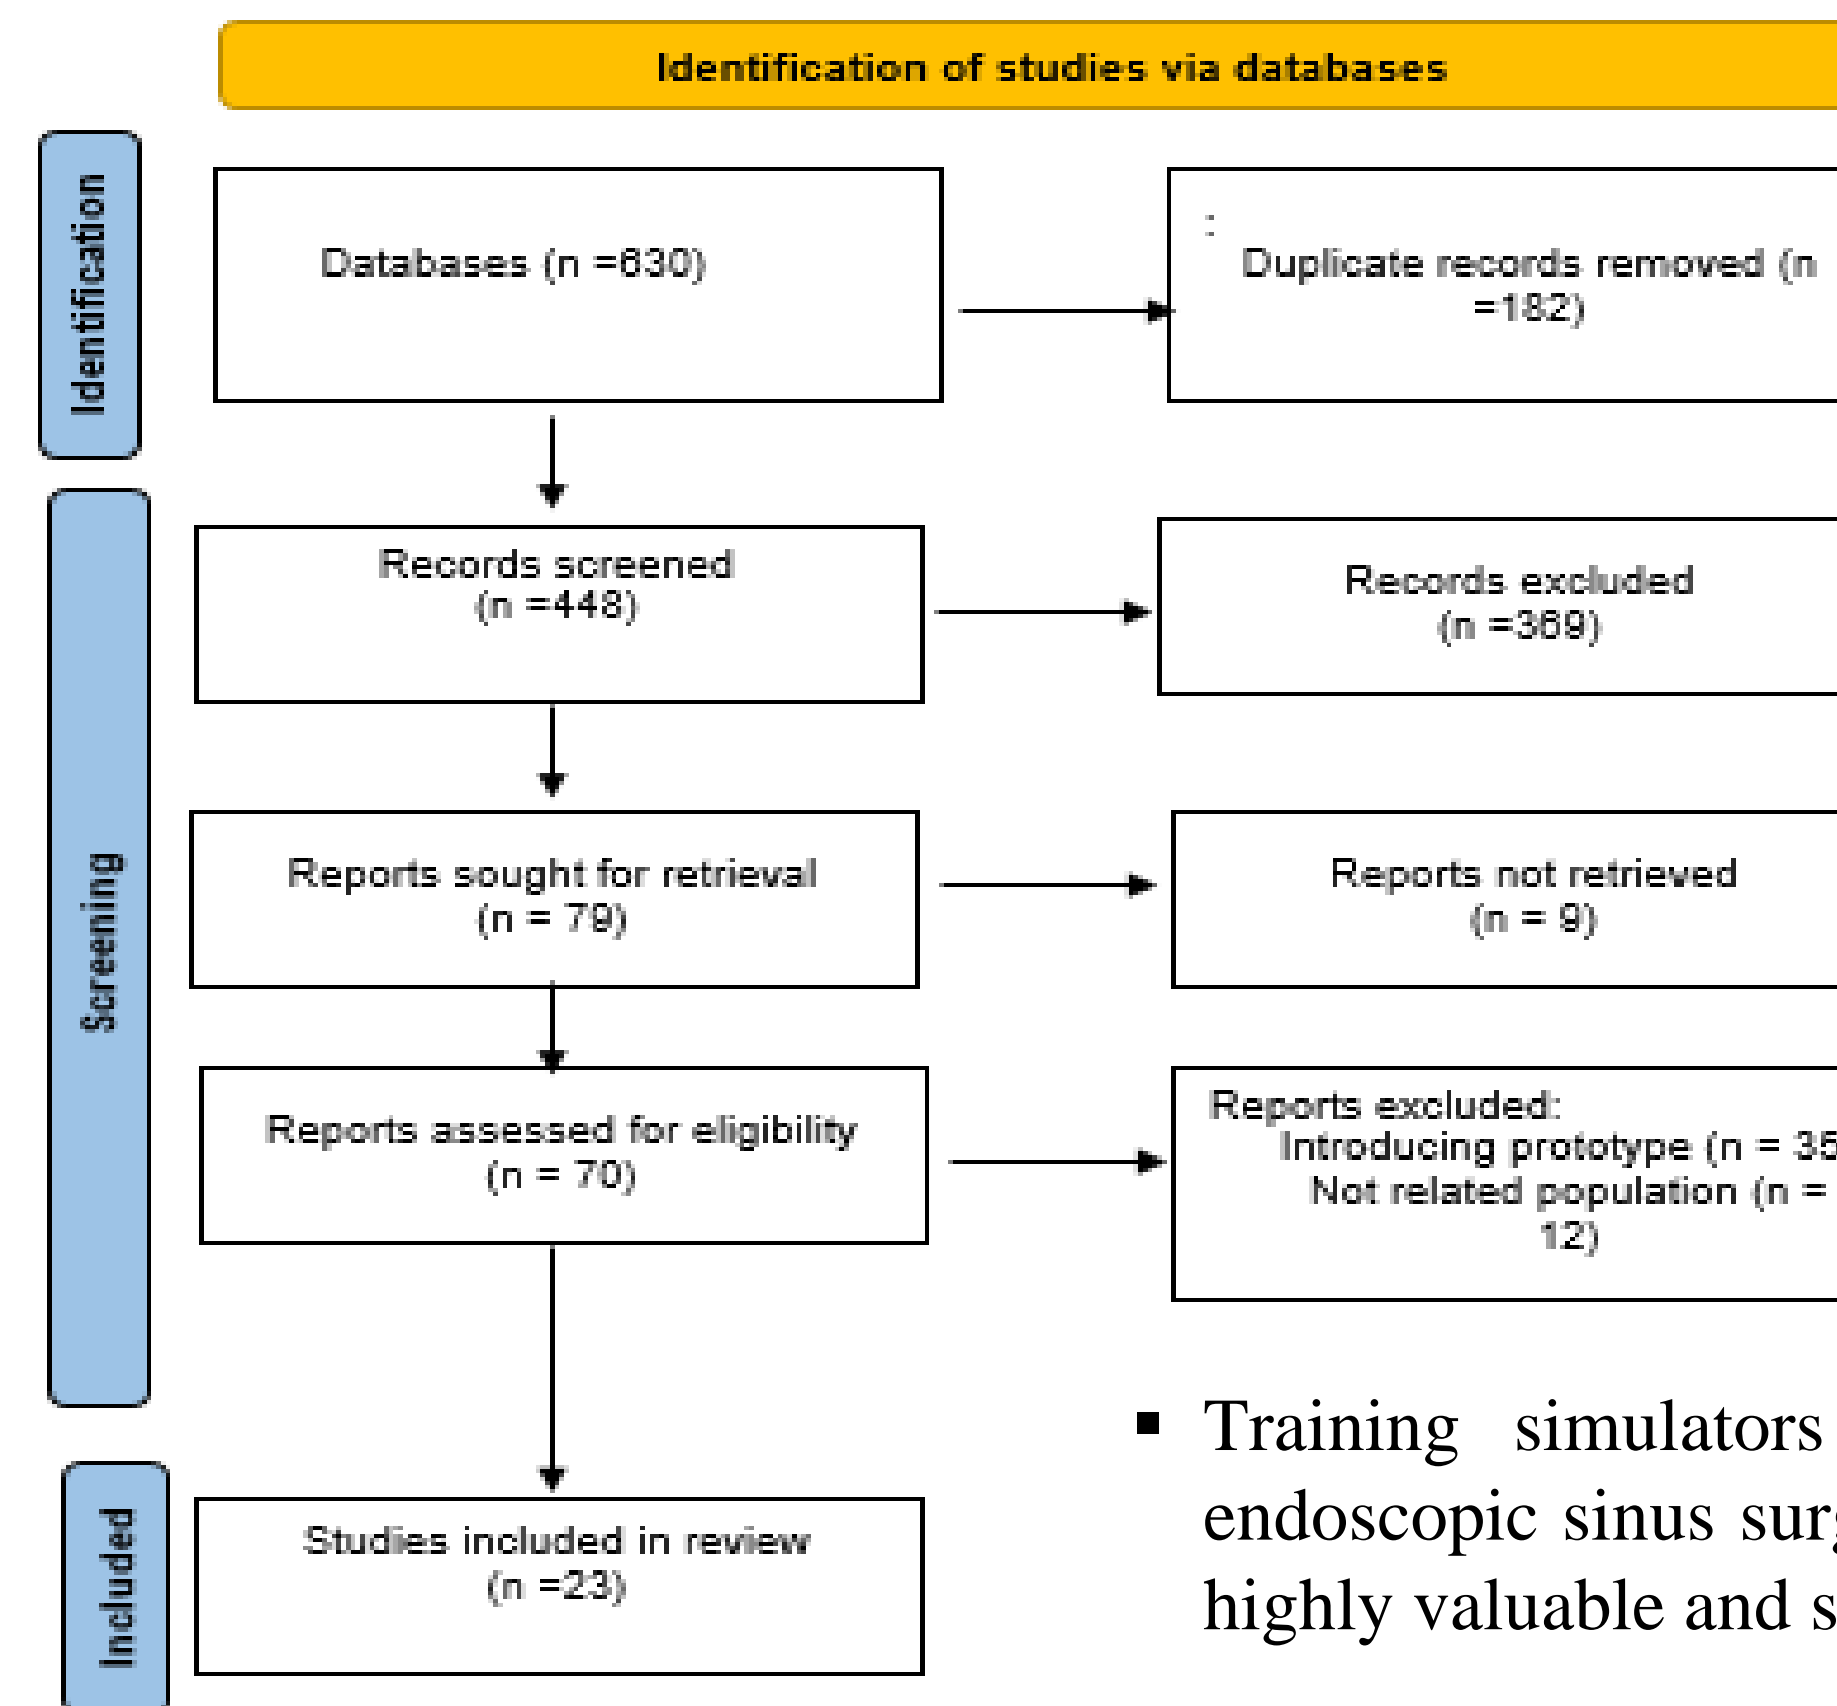 Identification of studies via databases
Identification
Databases (n =630)
:
Duplicate records removed (n
=182)
Screening
Records screened
(n =448)
Records excluded
(n =369)
Reports sought for retrieval
(n = 79)
Reports not retrieved
(n = 9)
Reports assessed for eligibility
(n = 70)
Reports excluded:
Introducing prototype (n = 35
Not related population (n =
12)
Included
Studies included in review
(n =23)
▪ Training simulators
endoscopic sinus surg
highly valuable and s